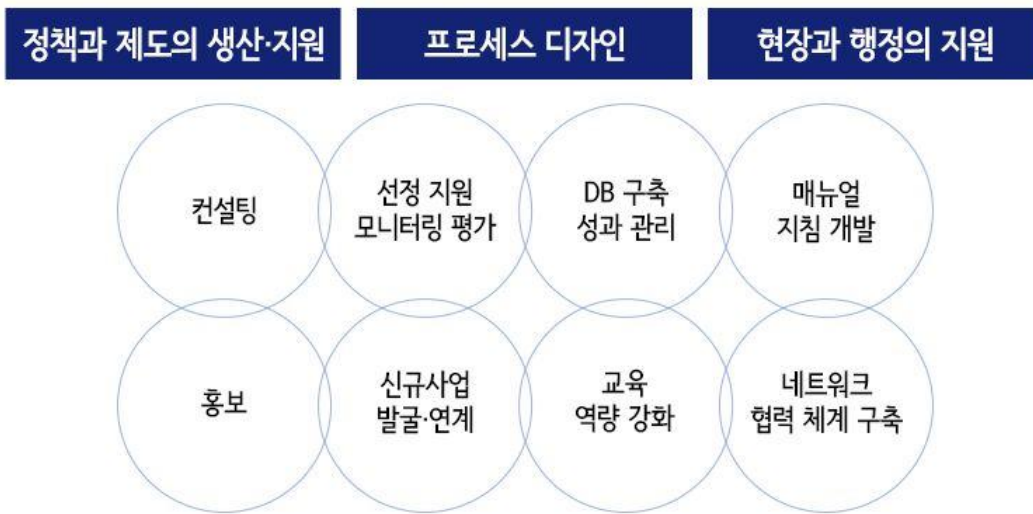 정책과 제도의 생산·지원
프로세스 디자인
현장과 행정의 지원
컨설팅
선정 지원
모니터링 평가
DB 구축
성과 관리
매뉴얼
지침 개발
홍보
신규사업
발굴·연계
교육
역량 강화
네트워크
협력 체계 구축